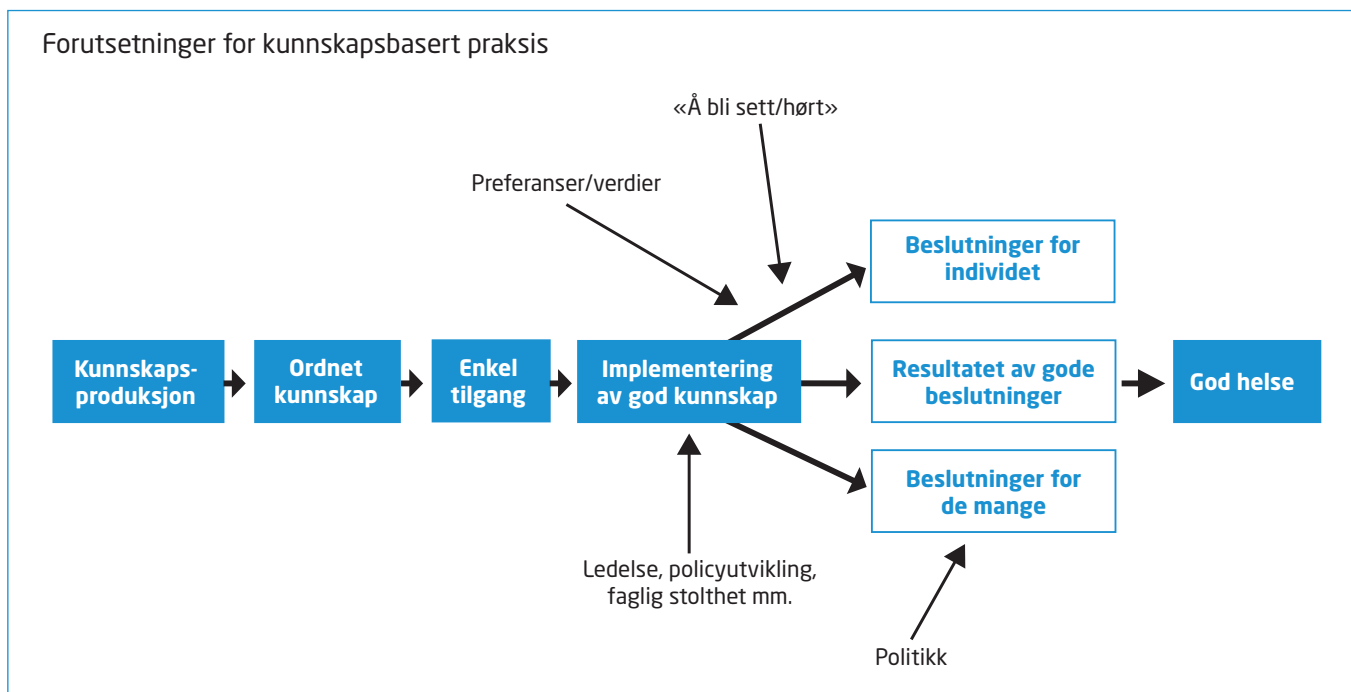 Forutsetninger for kunnskapsbasert praksis
«Å bli sett/hørt»
Preferanser/verdier
Beslutninger for
individet
Kunnskaps-
produksjon
Ordnet
kunnskap
Enkel
tilgang
Implementering
av god kunnskap
Resultatet av gode
beslutninger
God helse
Beslutninger for
de mange
Ledelse, policyutvikling,
faglig stolthet mm.
Politikk